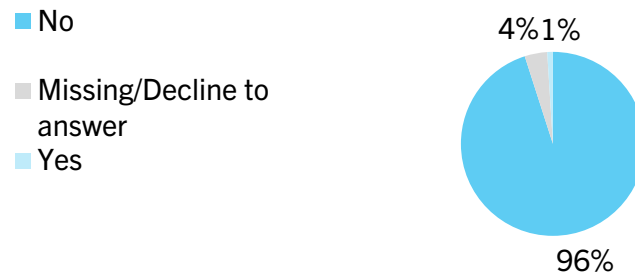 No
Missing/Decline to
answer
Yes
4% 1%
96%